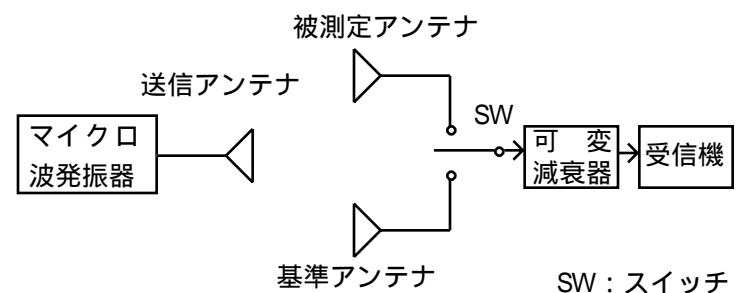 被測定アンテナ
送信アンテナ
SW
マイクロ
波発振器
可変
減衰器
受信機
基準アンテナ
SW：スイッチ